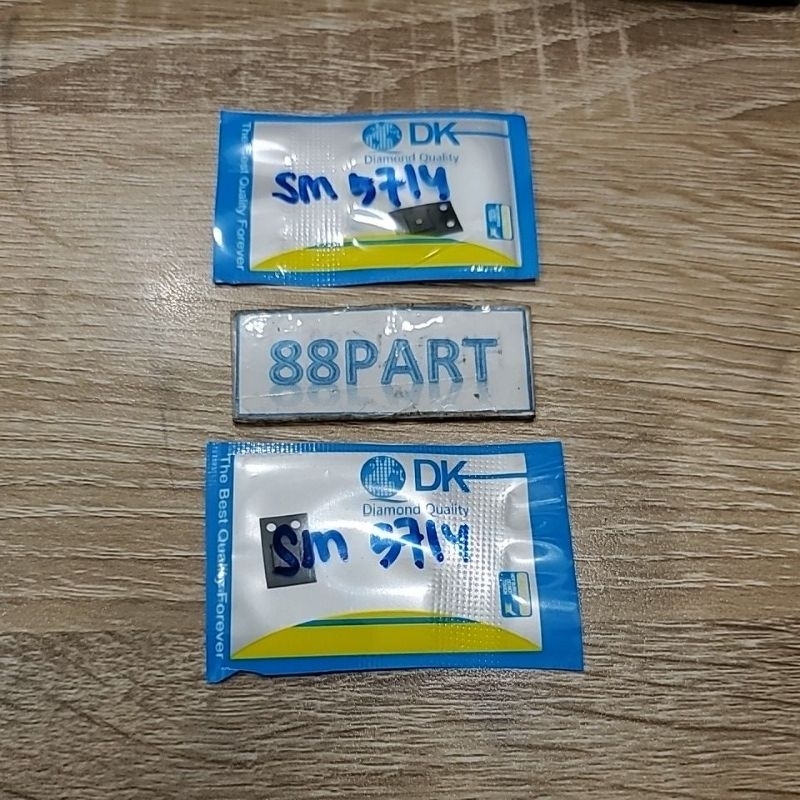 The Best Quality Forever
DK
Diamond Quality
SM 5714
88PART
The Best Quality Forever
DK
Diamond Quality
SM 5714